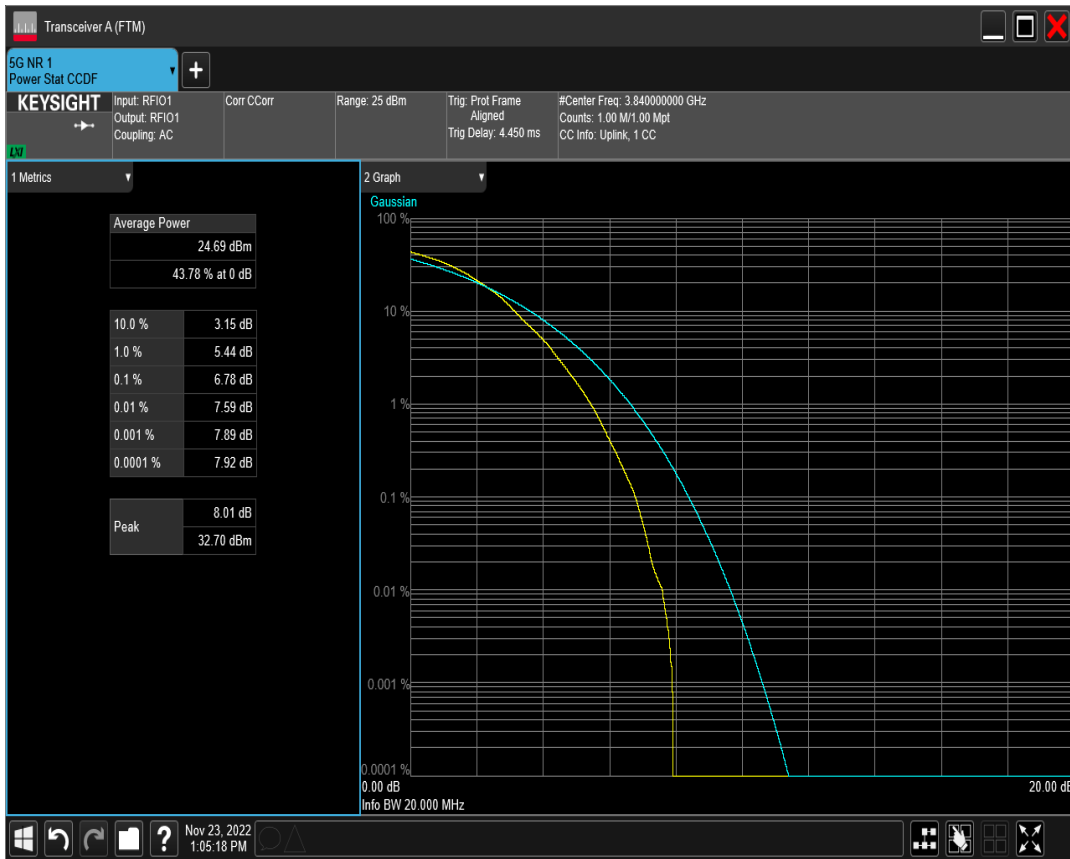 Transceiver A (FTM)
5G NR 1
Power Stat CCDF
+
KEYSIGHT
LXI
Input: RFIO1
Output: RFIO1
Coupling: AC
Corr CCorr
Range: 25 dBm
Trig: Prot Frame
Aligned
Trig Delay: 4.450 ms
#Center Freq: 3.840000000 GHz
Counts: 1.00 M/1.00 Mpt
CC Info: Uplink, 1 CC
1 Metrics
Average Power
24.69 dBm
43.78 % at 0 dB
10.0 % 3.15 dB
1.0 % 5.44 dB
0.1 % 6.78 dB
0.01 % 7.59 dB
0.001 % 7.89 dB
0.0001 % 7.92 dB
Peak 8.01 dB
32.70 dBm
2 Graph
Gaussian
100 %
10 %
1 %
0.1 %
0.01 %
0.001 %
0.0001 %
0.00 dB 20.00 dB
Info BW 20.000 MHz
?
Nov 23, 2022
1:05:18 PM